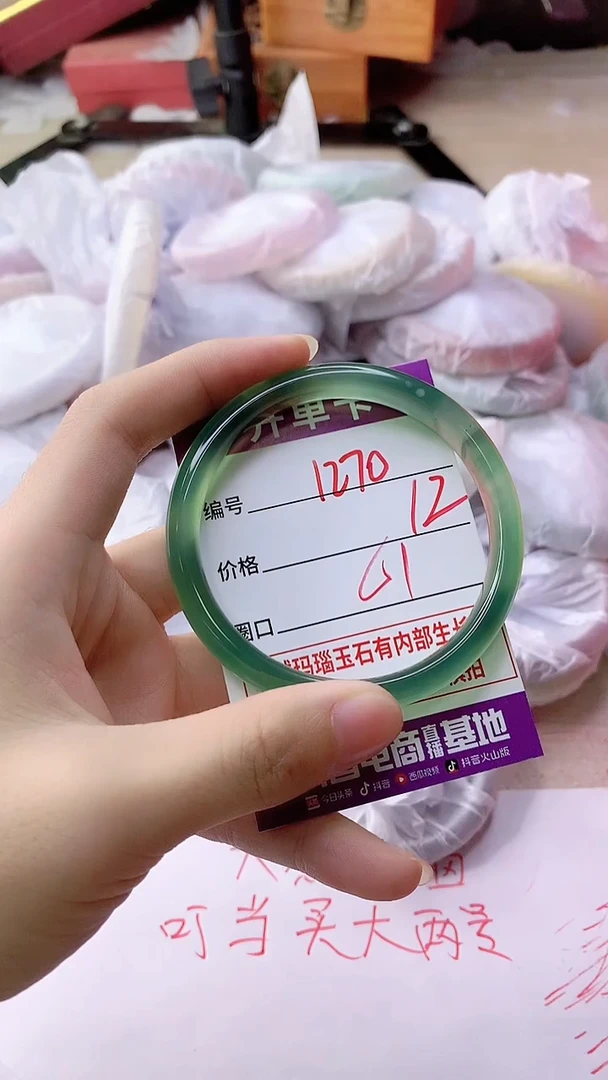 开单卡
编号 1270
价格 12
圈口 61
玛瑙玉石有内部生长
电商直播基地
今日头条 抖音 西瓜视频 抖音火山版
叮当买大两号